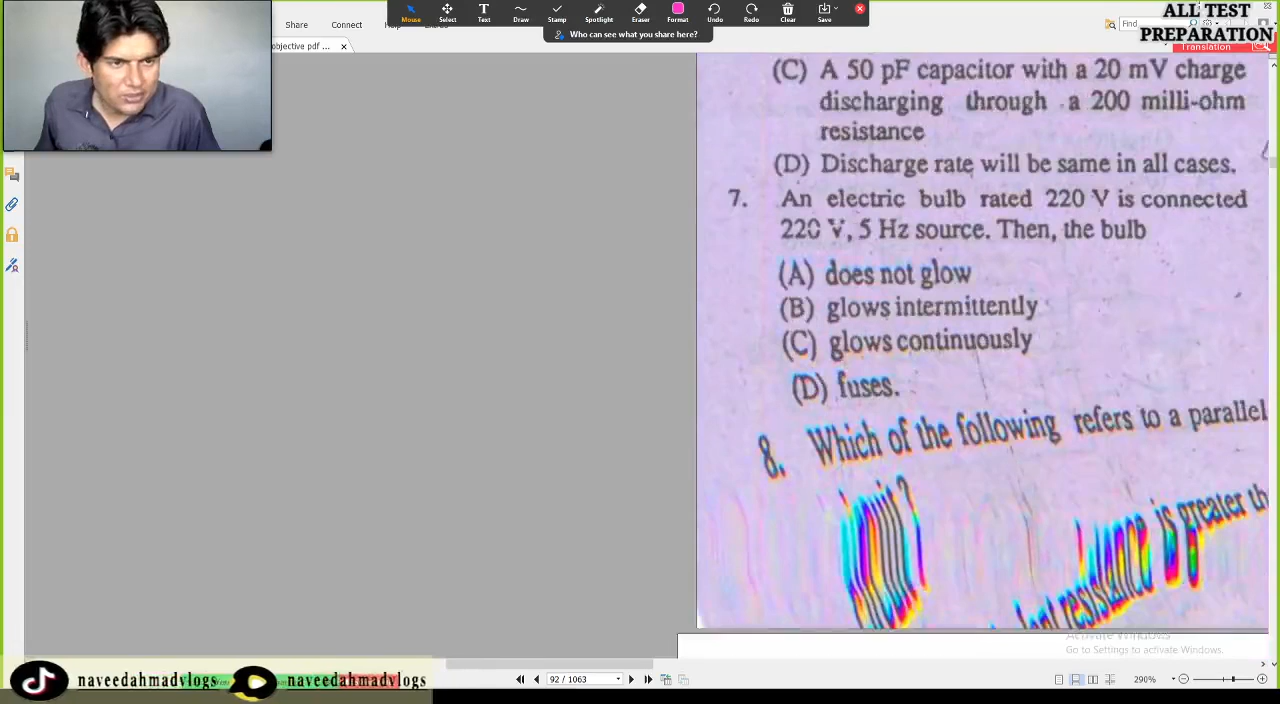 Mouse Select Text Draw Stamp Spotlight Eraser Format Undo Redo Clear Save
Who can see what you share here?
Share Connect
objective pdf ...
Find
ALL TEST
PREPARATION
Translation
(C) A 50 pF capacitor with a 20 mV charge
discharging through a 200 milli-ohm
resistance
(D) Discharge rate will be same in all cases.
7. An electric bulb rated 220 V is connected
220 V, 5 Hz source. Then, the bulb
(A) does not glow
(B) glows intermittently
(C) glows continuously
(D) fuses.
8. Which of the following refers to a parallel
is greater
resistance
Activate Windows
Go to Settings to activate Windows.
naveedahmadvlogs naveedahmadvlogs
92 / 1063
290%